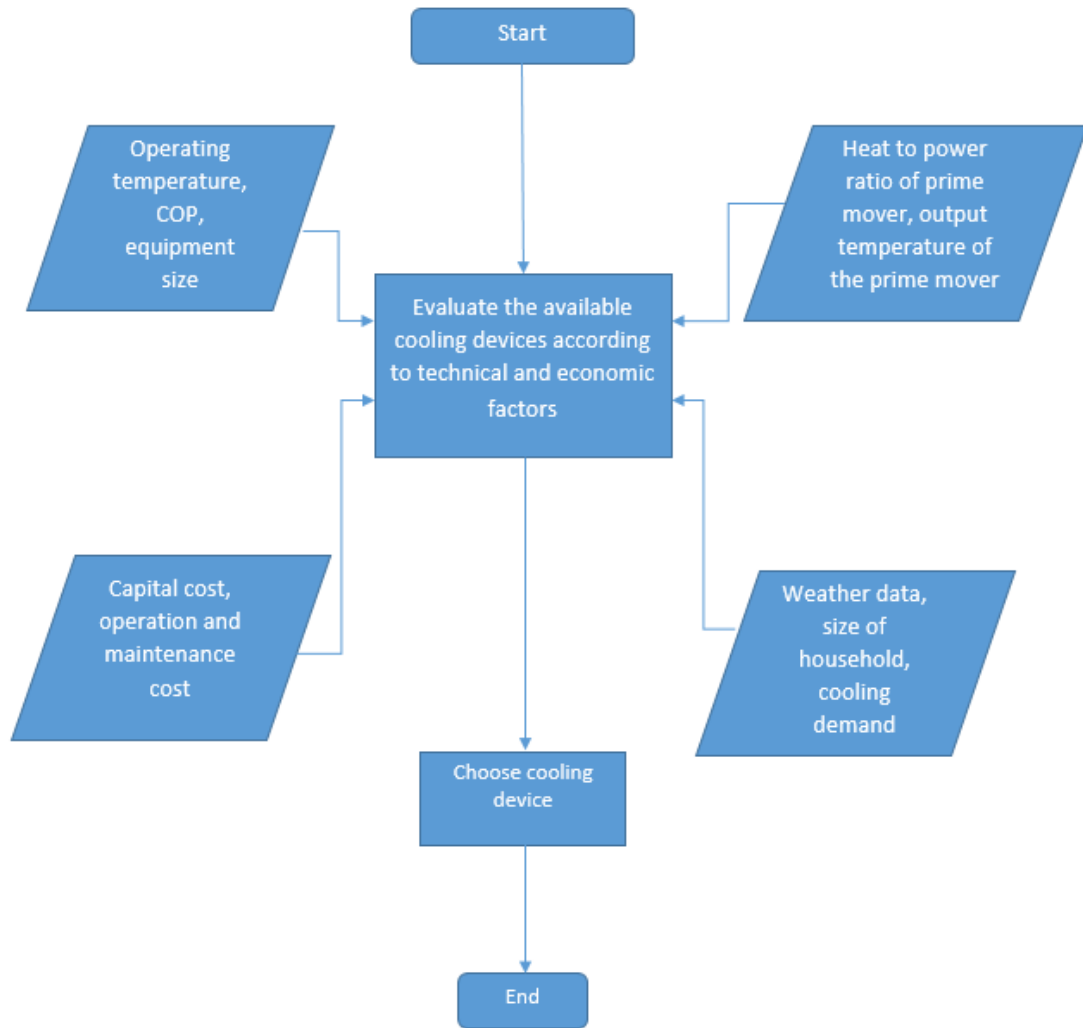 Start
Operating
temperature,
COP,
equipment
size
Heat to power
ratio of prime
mover, output
temperature of
the prime mover
Evaluate the available
cooling devices according
to technical and economic
factors
Capital cost,
operation and
maintenance
cost
Weather data,
size of
household,
cooling
demand
Choose cooling
device
End